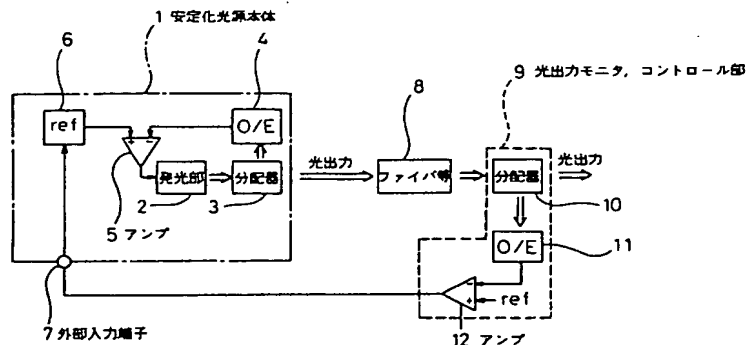 1 安定化光源本体
6
4
9 光出力モニタ,コントロール部
8
ref
+ -
O/E
光出力
ファイバ等
分配器
光出力
発光部
分配器
10
2
3
5 アンプ
O/E
11
-
+ ref
7 外部入力端子
12 アンプ